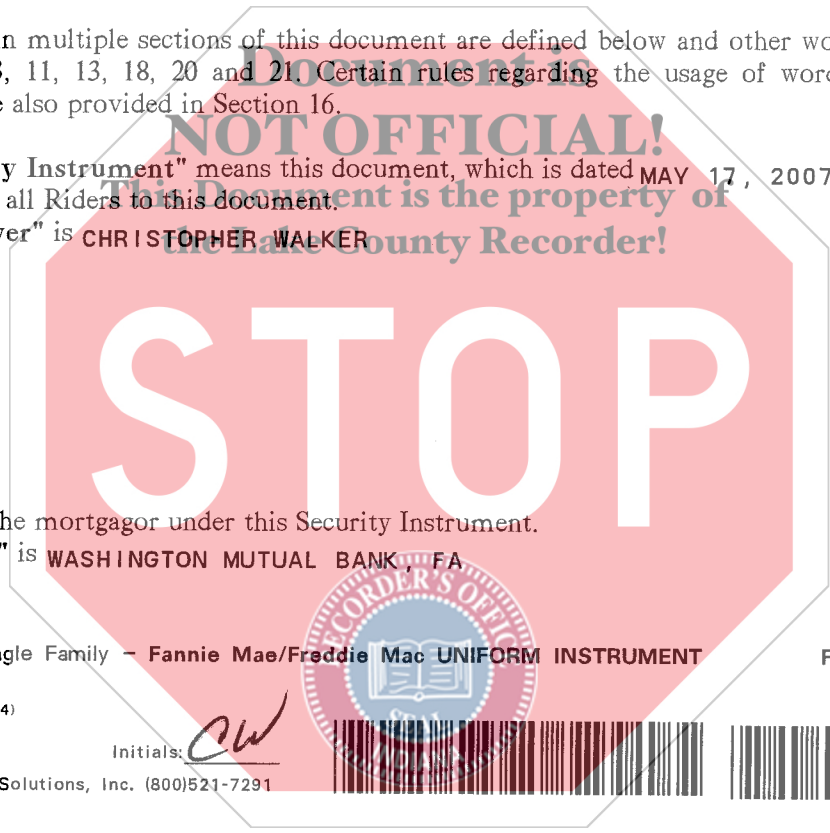 n multiple sections of this document are defined below and other wo
3, 11, 13, 18, 20 and 21. Certain rules regarding the usage of word
e also provided in Section 16.
Document is
NOT OFFICIAL!
This Document is the property of
the Lake County Recorder!
y Instrument" means this document, which is dated MAY 17, 2007
all Riders to this document.
er" is CHRISTOPHER WALKER
STOP
he mortgagor under this Security Instrument.
" is WASHINGTON MUTUAL BANK, FA
RECORDER'S OFFICE
SEAL
INDIANA
ngle Family – Fannie Mae/Freddie Mac UNIFORM INSTRUMENT F
4)
Initials: CW
Solutions, Inc. (800)521-7291